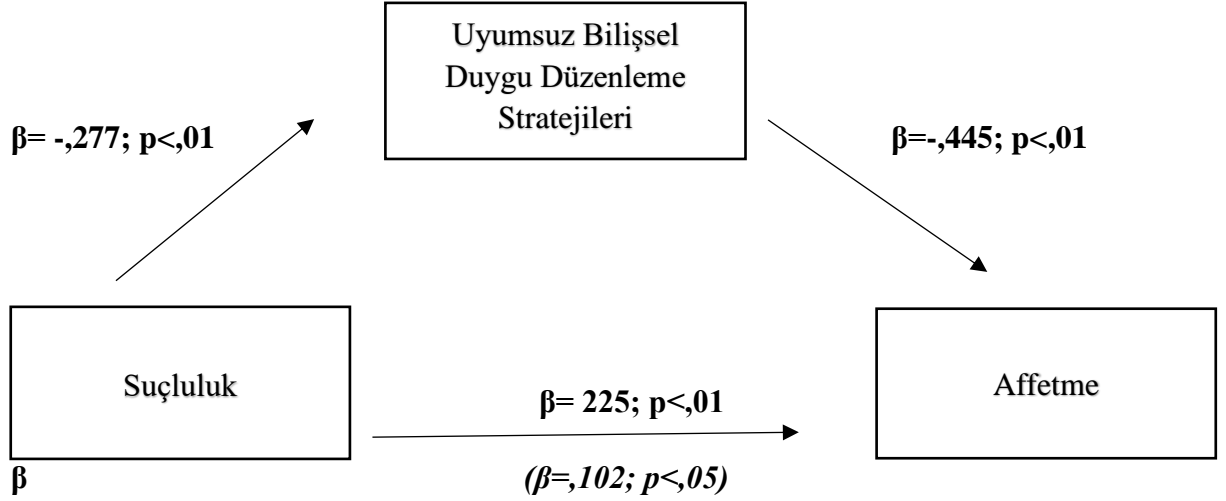 Uyumsuz Bilişsel
Duygu Düzenleme
Stratejileri
β= -,277; p<,01
β=-,445; p<,01
Suçluluk
Affetme
β= 225; p<,01
β
(β=,102; p<,05)